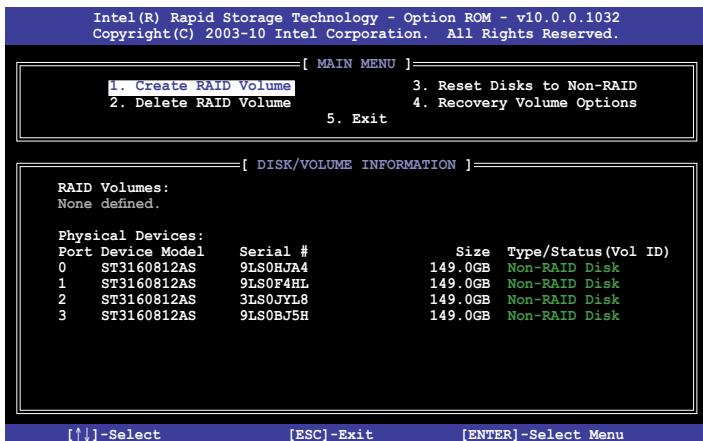 Intel(R) Rapid Storage Technology - Option ROM - v10.0.0.1032
Copyright(C) 2003-10 Intel Corporation. All Rights Reserved.
[ MAIN MENU ]
1. Create RAID Volume 3. Reset Disks to Non-RAID
2. Delete RAID Volume 4. Recovery Volume Options
5. Exit
[ DISK/VOLUME INFORMATION ]
RAID Volumes:
None defined.
Physical Devices:
Port Device Model Serial # Size Type/Status(Vol ID)
0 ST3160812AS 9LS0HJA4 149.0GB Non-RAID Disk
1 ST3160812AS 9LS0F4HL 149.0GB Non-RAID Disk
2 ST3160812AS 3LS0JYL8 149.0GB Non-RAID Disk
3 ST3160812AS 9LS0BJ5H 149.0GB Non-RAID Disk
[↑↓]-Select [ESC]-Exit [ENTER]-Select Menu